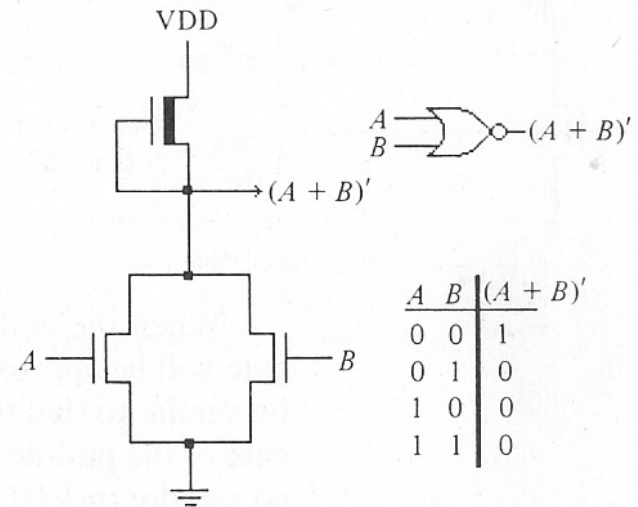 VDD
A
B
(A + B)′
(A + B)′
A
B
A B (A + B)′
0 0 1
0 1 0
1 0 0
1 1 0